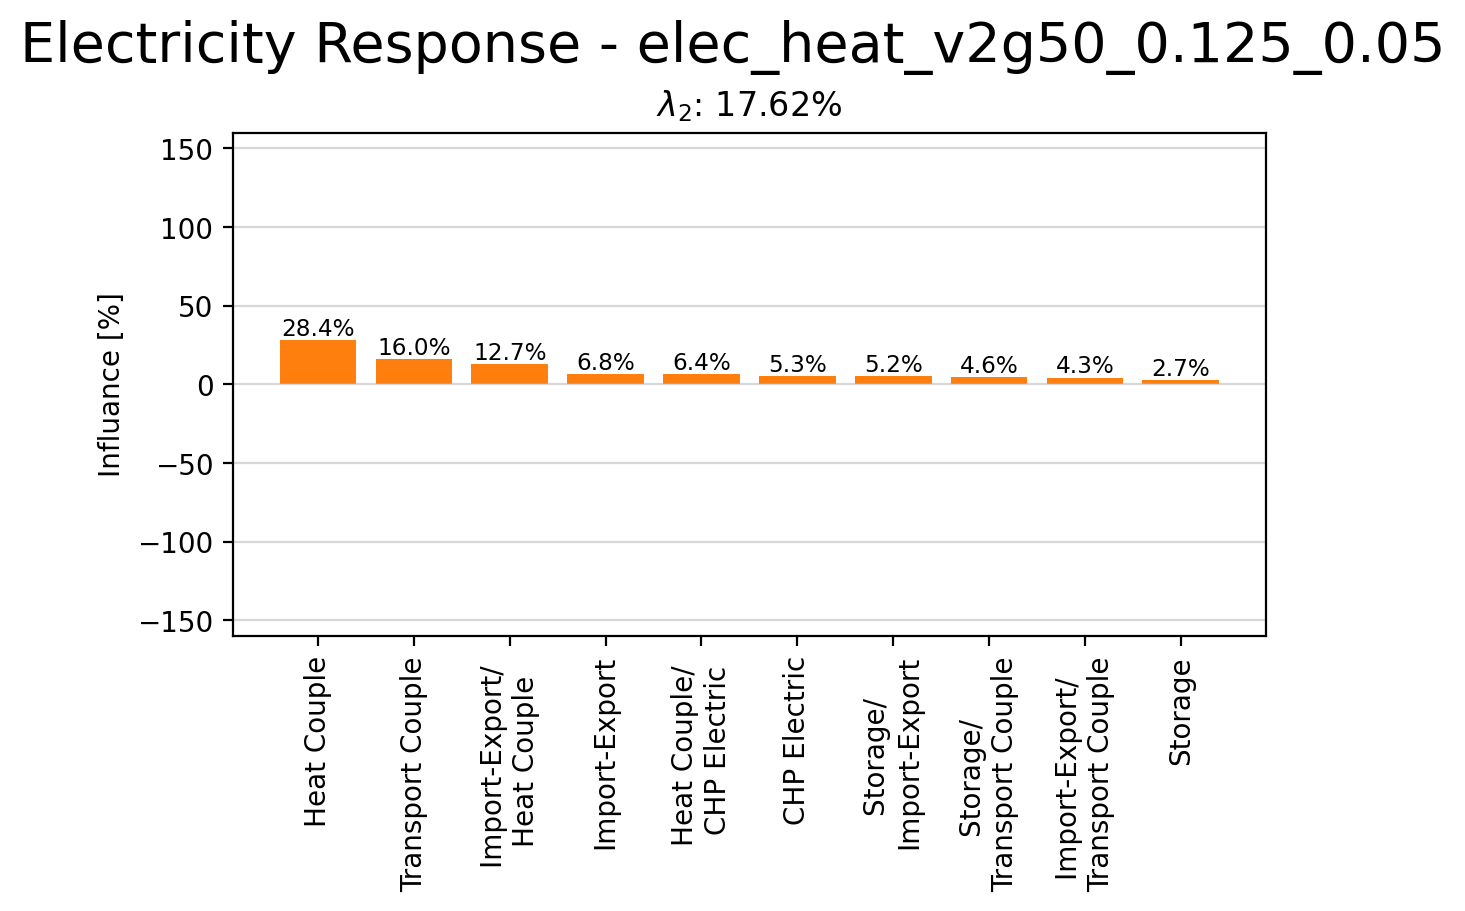 Electricity Response - elec_heat_v2g50_0.125_0.05
λ₂: 17.62%
150
100
50
0
−50
−100
−150
Influance [%]
28.4%
16.0%
12.7%
6.8%
6.4%
5.3%
5.2%
4.6%
4.3%
2.7%
Heat Couple
Transport Couple
Import-Export/
Heat Couple
Import-Export
Heat Couple/
CHP Electric
CHP Electric
Storage/
Import-Export
Storage/
Transport Couple
Import-Export/
Transport Couple
Storage